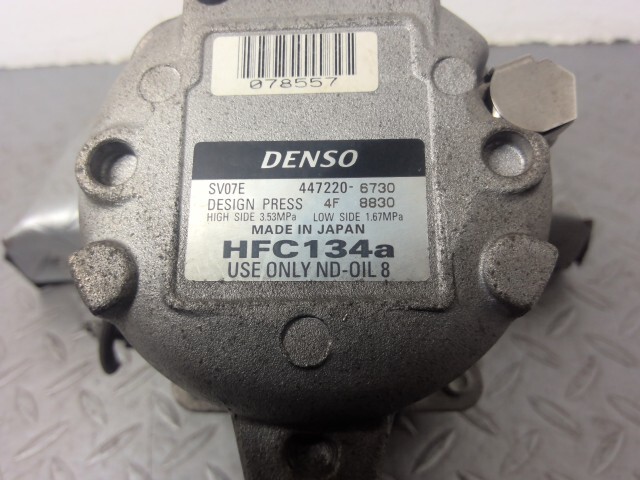 078557
DENSO
SV07E 447220-6730
DESIGN PRESS 4F 8830
HIGH SIDE 3.53MPa LOW SIDE 1.67MPa
MADE IN JAPAN
HFC134a
USE ONLY ND-OIL 8